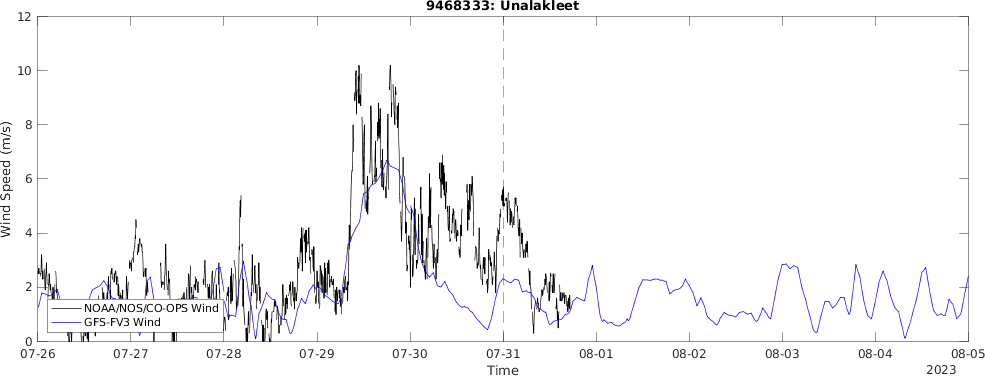 9468333: Unalakleet
12
10
8
6
4
2
0
Wind Speed (m/s)
NOAA/NOS/CO-OPS Wind
GFS-FV3 Wind
07-26 07-27 07-28 07-29 07-30 07-31 08-01 08-02 08-03 08-04 08-05
Time
2023